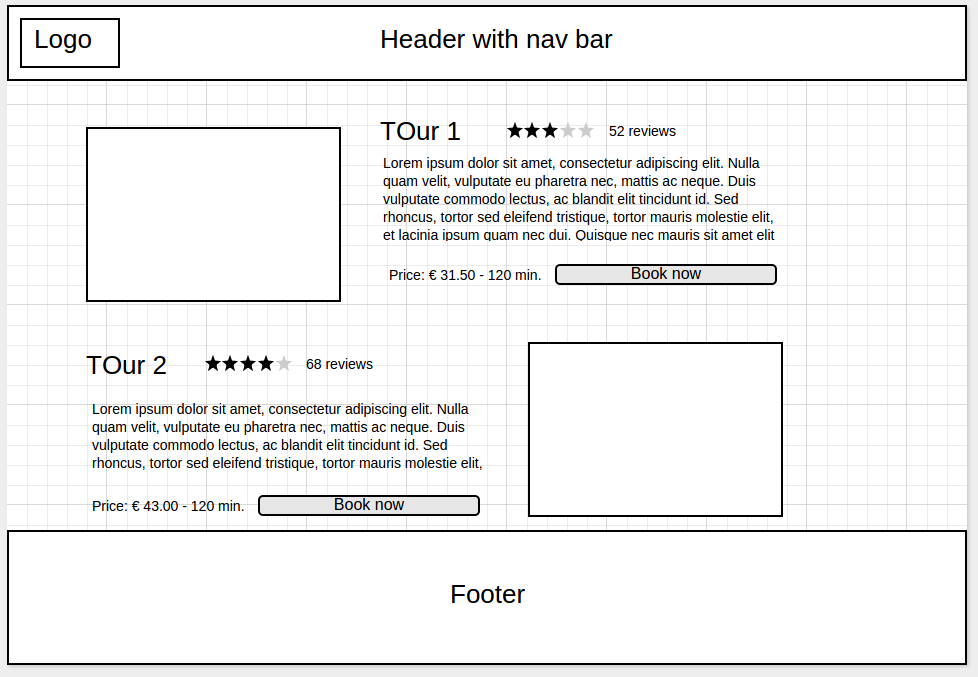 Logo
Header with nav bar
TOur 1
52 reviews
Lorem ipsum dolor sit amet, consectetur adipiscing elit. Nulla
quam velit, vulputate eu pharetra nec, mattis ac neque. Duis
vulputate commodo lectus, ac blandit elit tincidunt id. Sed
rhoncus, tortor sed eleifend tristique, tortor mauris molestie elit,
et lacinia ipsum quam nec dui. Quisque nec mauris sit amet elit
Price: € 31.50 - 120 min.
Book now
TOur 2
68 reviews
Lorem ipsum dolor sit amet, consectetur adipiscing elit. Nulla
quam velit, vulputate eu pharetra nec, mattis ac neque. Duis
vulputate commodo lectus, ac blandit elit tincidunt id. Sed
rhoncus, tortor sed eleifend tristique, tortor mauris molestie elit,
Price: € 43.00 - 120 min.
Book now
Footer